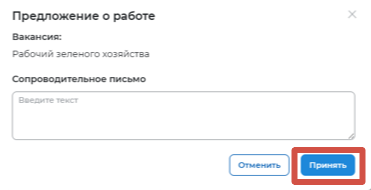 Предложение о работе
Вакансия:
Рабочий зеленого хозяйства
Сопроводительное письмо
Введите текст
Отменить
Принять